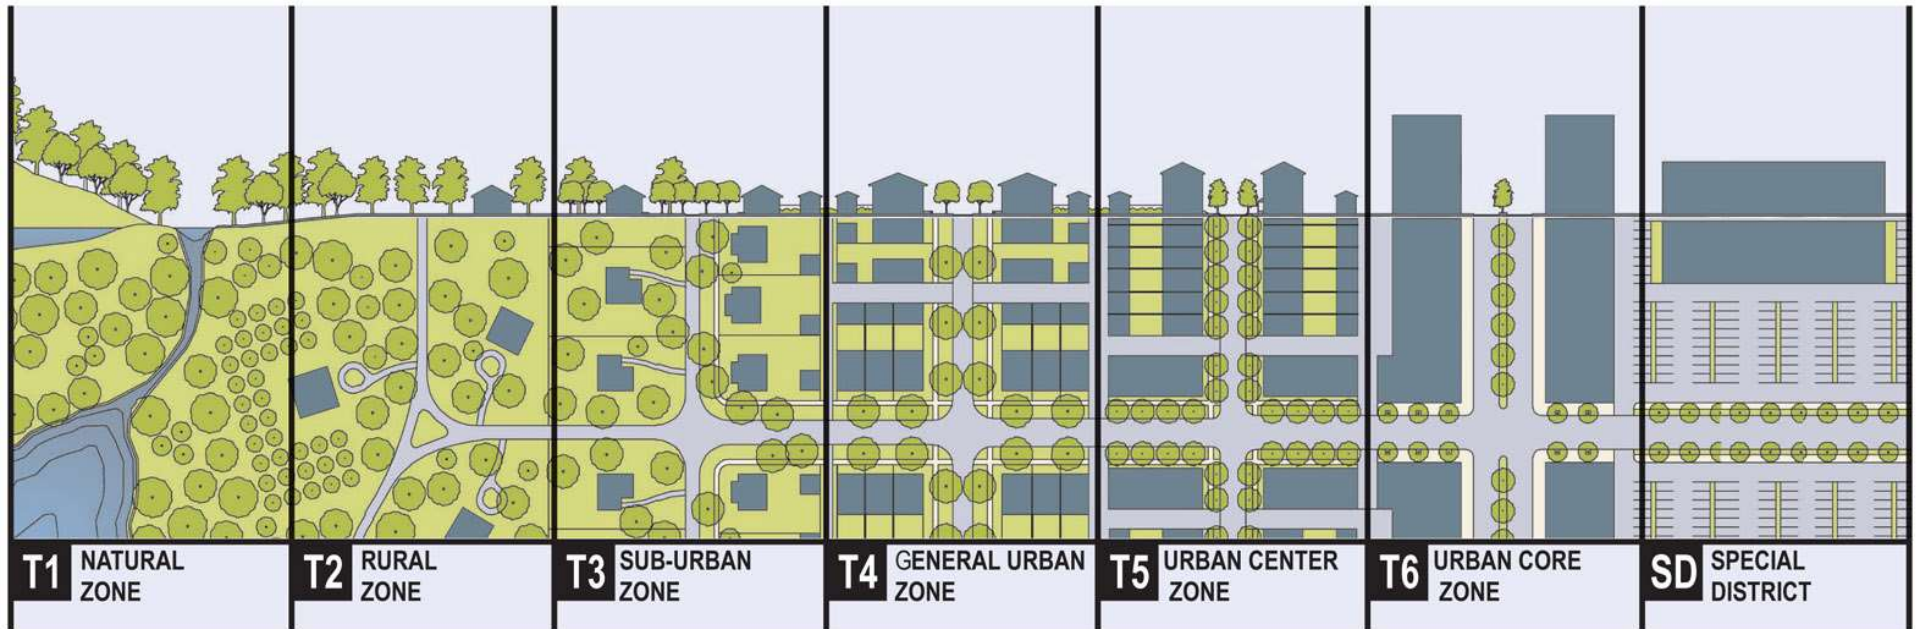 T1 NATURAL
ZONE
T2 RURAL
ZONE
T3 SUB-URBAN
ZONE
T4 GENERAL URBAN
ZONE
T5 URBAN CENTER
ZONE
T6 URBAN CORE
ZONE
SD SPECIAL
DISTRICT